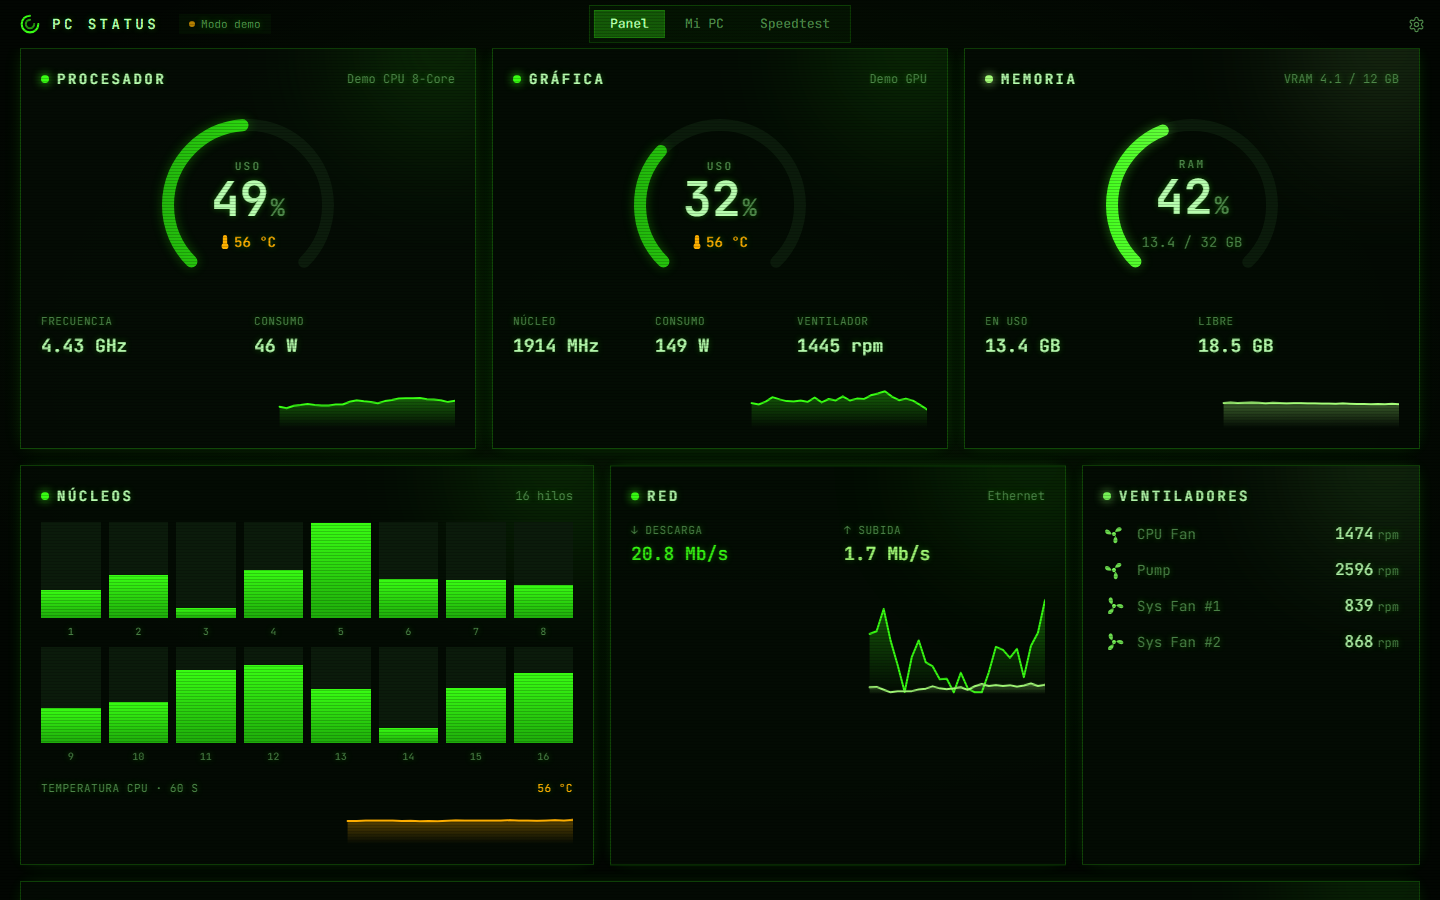 PC STATUS
Modo demo
Panel
Mi PC
Speedtest
PROCESADOR
Demo CPU 8-Core
USO
49%
56 °C
FRECUENCIA
CONSUMO
4.43 GHz
46 W
GRÁFICA
Demo GPU
USO
32%
56 °C
NÚCLEO
CONSUMO
VENTILADOR
1914 MHz
149 W
1445 rpm
MEMORIA
VRAM 4.1 / 12 GB
RAM
42%
13.4 / 32 GB
EN USO
LIBRE
13.4 GB
18.5 GB
NÚCLEOS
16 hilos
1 2 3 4 5 6 7 8
9 10 11 12 13 14 15 16
TEMPERATURA CPU · 60 S
56 °C
RED
Ethernet
↓ DESCARGA
↑ SUBIDA
20.8 Mb/s
1.7 Mb/s
VENTILADORES
CPU Fan 1474 rpm
Pump 2596 rpm
Sys Fan #1 839 rpm
Sys Fan #2 868 rpm